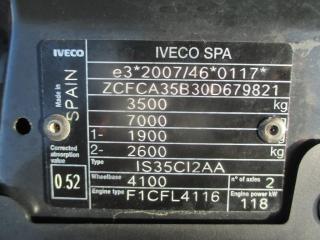 IVECO IVECO SPA
Made in SPAIN
e3*2007/46*0117*
ZCFCA35B30D679821
3500 kg
7000 kg
1- 1900 kg
2- 2600 kg
Corrected absorption value
0.52
Type IS35CI2AA
Wheelbase 4100 n° of axles 2
Engine type F1CFL4116 Engine power kW 118